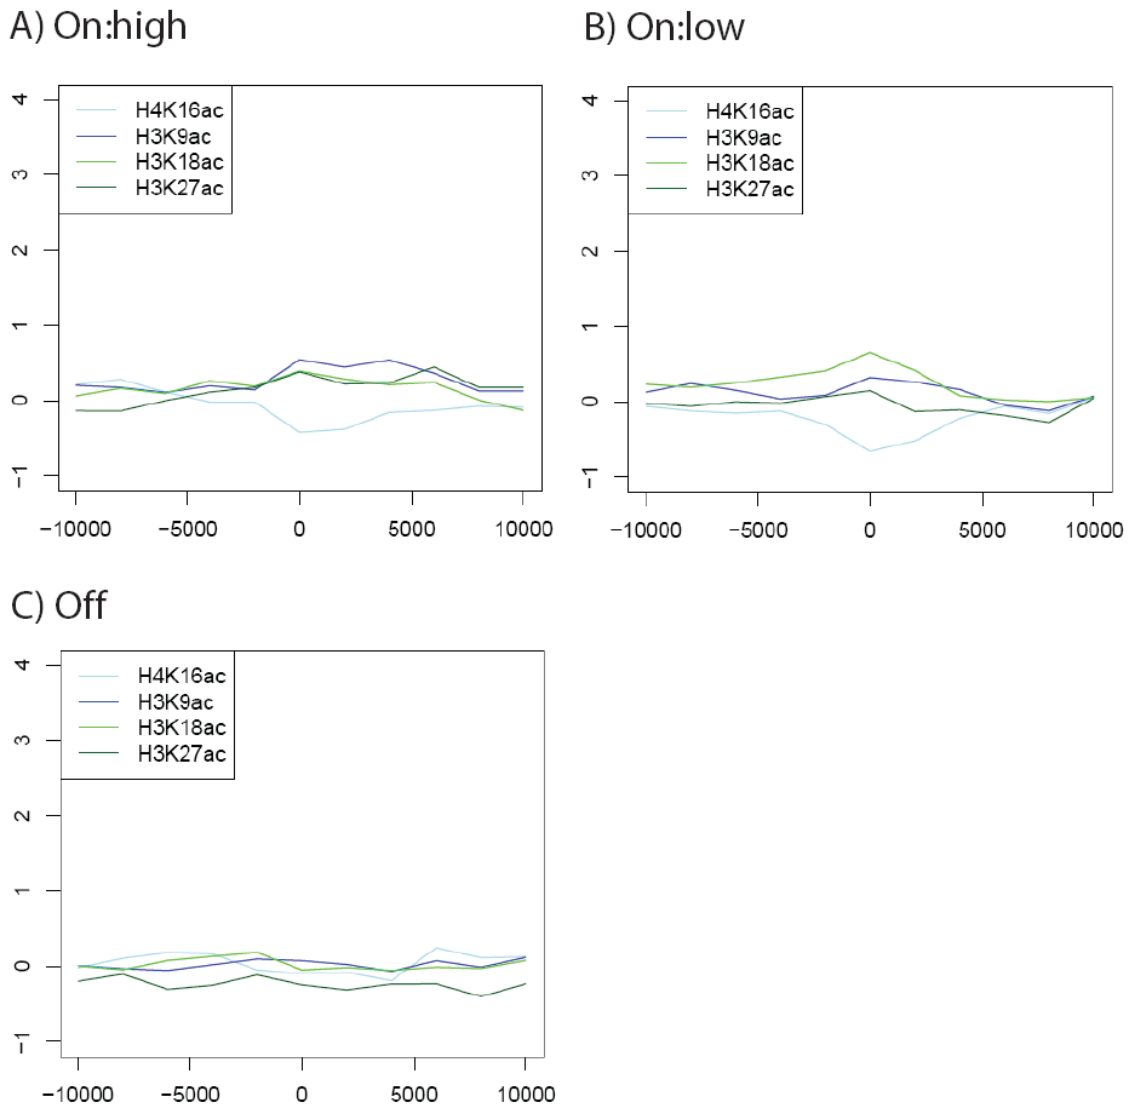 A) On:high
H4K16ac
H3K9ac
H3K18ac
H3K27ac
4
3
2
1
0
−1
−10000 −5000 0 5000 10000
B) On:low
H4K16ac
H3K9ac
H3K18ac
H3K27ac
4
3
2
1
0
−1
−10000 −5000 0 5000 10000
C) Off
H4K16ac
H3K9ac
H3K18ac
H3K27ac
4
3
2
1
0
−1
−10000 −5000 0 5000 10000